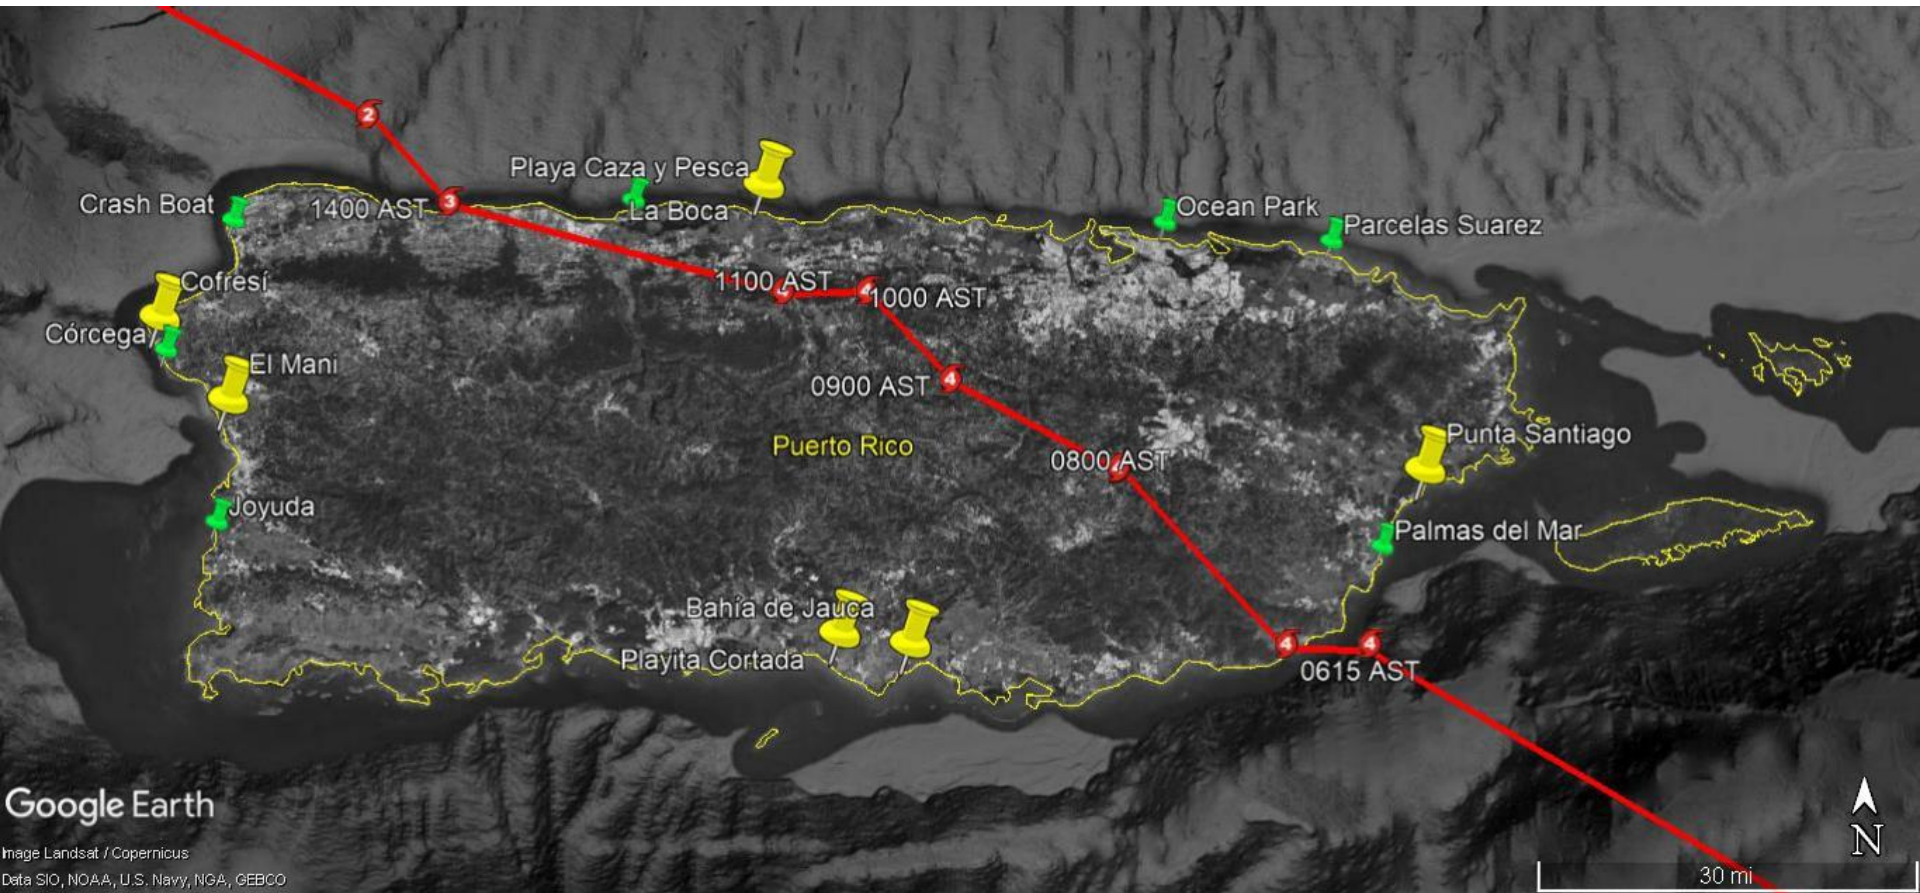 2
Playa Caza y Pesca
Crash Boat
1400 AST
3
La Boca
Ocean Park
Parcelas Suarez
Cofresí
1100 AST
4
1000 AST
Córcega
El Mani
0900 AST
4
Puerto Rico
0800 AST
4
Punta Santiago
Joyuda
Palmas del Mar
Bahía de Jauca
4
4
Playita Cortada
0615 AST
Google Earth
Image Landsat / Copernicus
Data SIO, NOAA, U.S. Navy, NGA, GEBCO
N
30 mi